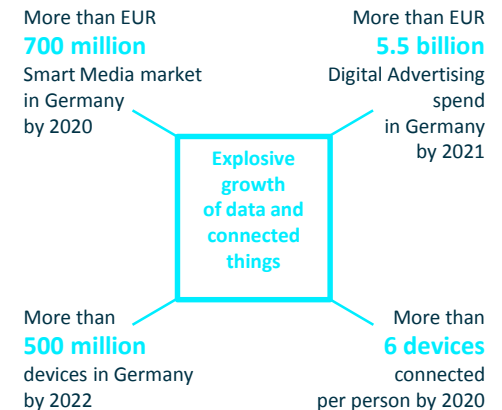 More than EUR
700 million
Smart Media market
in Germany
by 2020
More than EUR
5.5 billion
Digital Advertising
spend
in Germany
by 2021
Explosive
growth
of data and
connected
things
More than
500 million
devices in Germany
by 2022
More than
6 devices
connected
per person by 2020